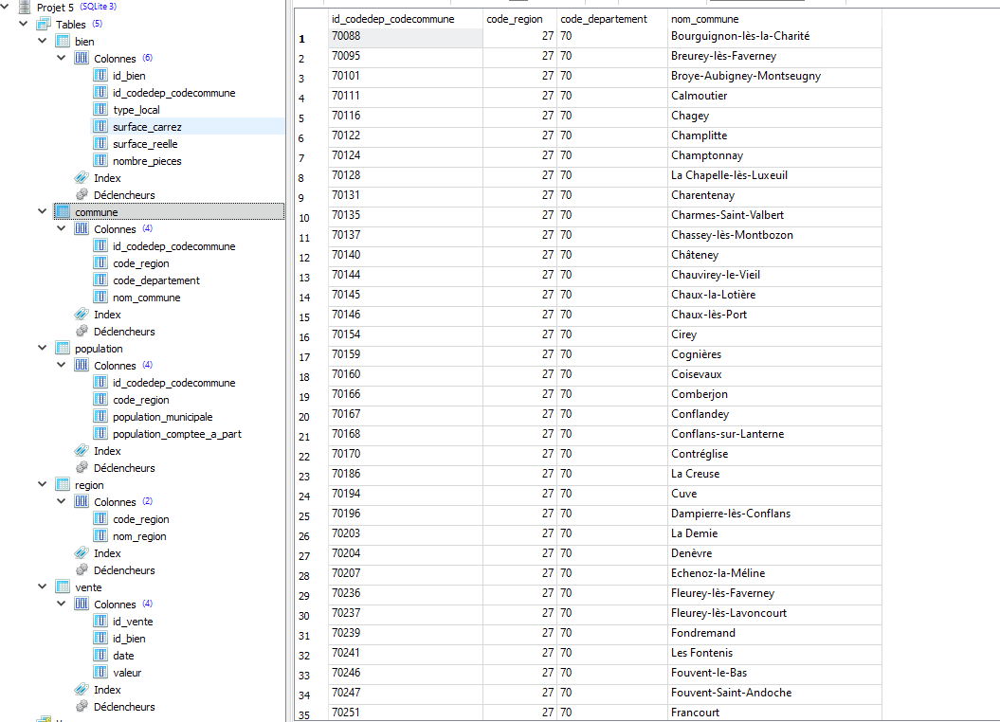 Projet 5 (SQLite 3)
Tables (5)
bien
Colonnes (6)
id_bien
id_codedep_codecommune
type_local
surface_carrez
surface_reelle
nombre_pieces
Index
Déclencheurs
commune
Colonnes (4)
id_codedep_codecommune
code_region
code_departement
nom_commune
Index
Déclencheurs
population
Colonnes (4)
id_codedep_codecommune
code_region
population_municipale
population_comptee_a_part
Index
Déclencheurs
region
Colonnes (2)
code_region
nom_region
Index
Déclencheurs
vente
Colonnes (4)
id_vente
id_bien
date
valeur
Index
Déclencheurs
id_codedep_codecommune code_region code_departement nom_commune
1 70088 27 70 Bourguignon-lès-la-Charité
2 70095 27 70 Breurey-lès-Faverney
3 70101 27 70 Broye-Aubigney-Montseugny
4 70111 27 70 Calmoutier
5 70116 27 70 Chagey
6 70122 27 70 Champlitte
7 70124 27 70 Champtonnay
8 70128 27 70 La Chapelle-lès-Luxeuil
9 70131 27 70 Charentenay
10 70135 27 70 Charmes-Saint-Valbert
11 70137 27 70 Chassey-lès-Montbozon
12 70140 27 70 Châteney
13 70144 27 70 Chauvirey-le-Vieil
14 70145 27 70 Chaux-la-Lotière
15 70146 27 70 Chaux-lès-Port
16 70154 27 70 Cirey
17 70159 27 70 Cognières
18 70160 27 70 Coisevaux
19 70166 27 70 Comberjon
20 70167 27 70 Conflandey
21 70168 27 70 Conflans-sur-Lanterne
22 70170 27 70 Contréglise
23 70186 27 70 La Creuse
24 70194 27 70 Cuve
25 70196 27 70 Dampierre-lès-Conflans
26 70203 27 70 La Demie
27 70204 27 70 Denèvre
28 70207 27 70 Echenoz-la-Méline
29 70236 27 70 Fleurey-lès-Faverney
30 70237 27 70 Fleurey-lès-Lavoncourt
31 70239 27 70 Fondremand
32 70241 27 70 Les Fontenis
33 70246 27 70 Fouvent-le-Bas
34 70247 27 70 Fouvent-Saint-Andoche
35 70251 27 70 Francourt